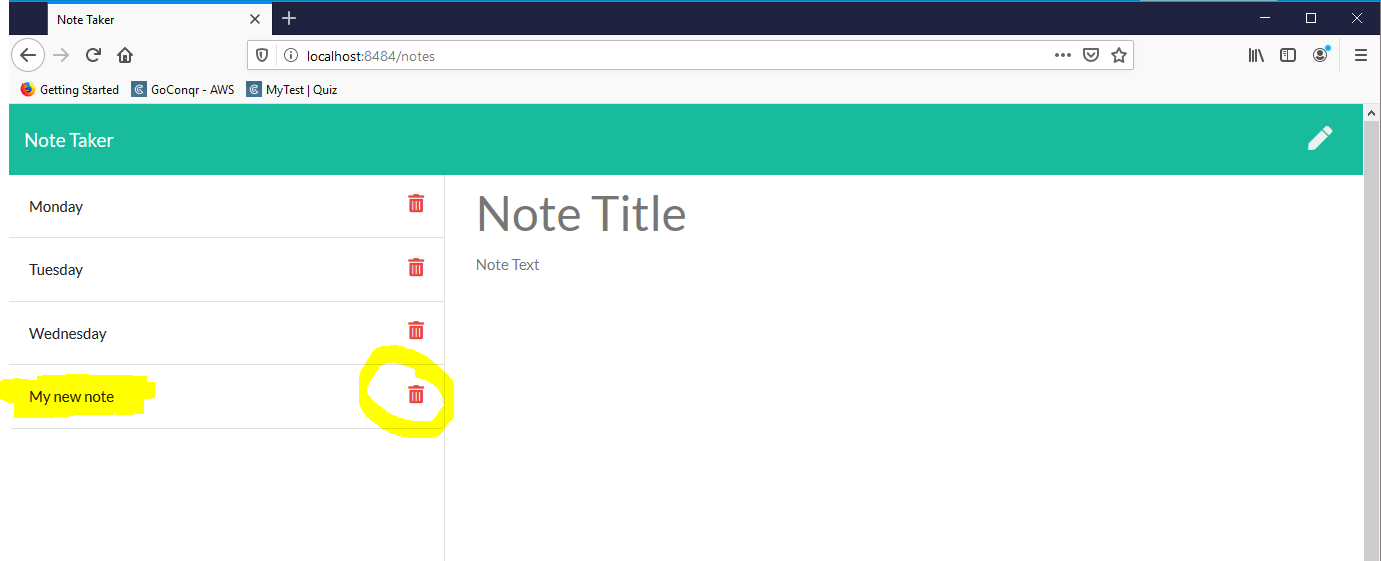 Note Taker
localhost:8484/notes
Getting Started GoConqr - AWS MyTest | Quiz
Note Taker
Monday
Tuesday
Wednesday
My new note
Note Title
Note Text